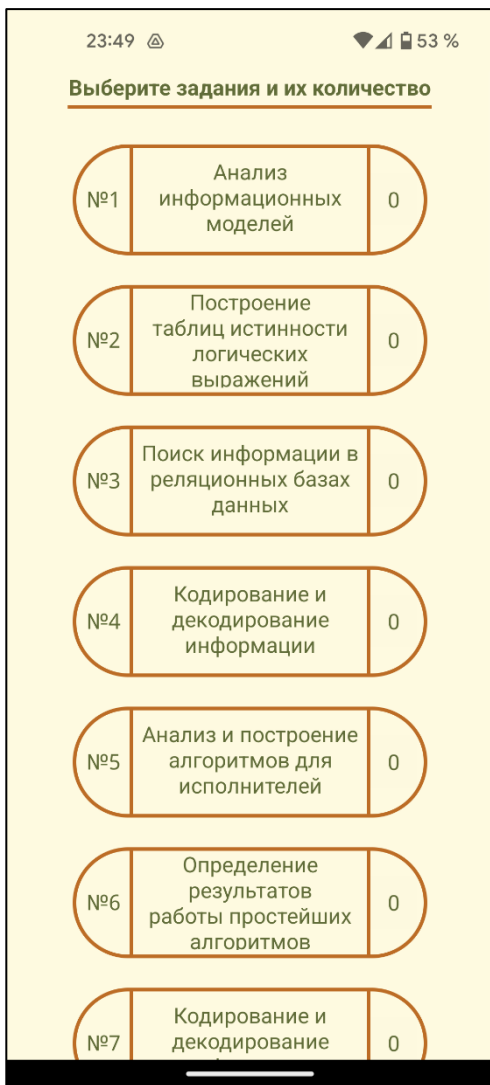 23:49 53 %
Выберите задания и их количество
№1
Анализ
информационных
моделей
0
№2
Построение
таблиц истинности
логических
выражений
0
№3
Поиск информации в
реляционных базах
данных
0
№4
Кодирование и
декодирование
информации
0
№5
Анализ и построение
алгоритмов для
исполнителей
0
№6
Определение
результатов
работы простейших
алгоритмов
0
№7
Кодирование и
декодирование
0